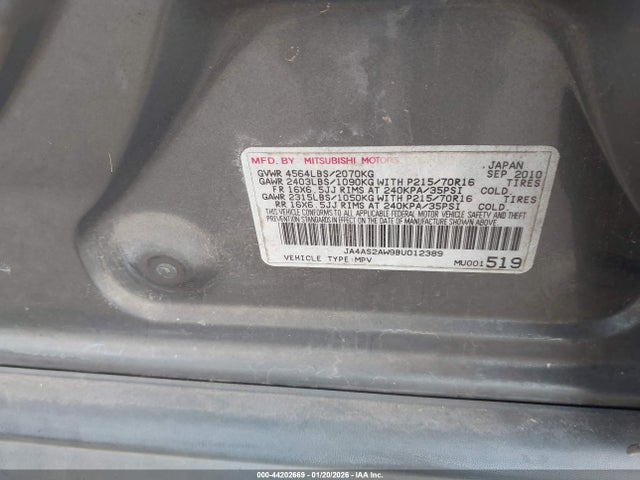 MFD. BY MITSUBISHI MOTORS JAPAN
GVWR 4564LBS/2070KG SEP 2010
GAWR 2403LBS/1090KG WITH P215/70R16 TIRES
FR 16X6.5JJ RIMS AT 240KPA/35PSI COLD
GAWR 2315LBS/1050KG WITH P215/70R16 TIRES
RR 16X6.5JJ RIMS AT 240KPA/35PSI COLD
THIS VEHICLE CONFORMS TO ALL APPLICABLE FEDERAL MOTOR VEHICLE SAFETY, BUMPER, AND THEFT
PREVENTION STANDARDS IN EFFECT ON THE DATE OF MANUFACTURE SHOWN ABOVE.
JA4AS2AW9BU012389
VEHICLE TYPE:MPV MU001519
000-44202669 - 01/20/2026 - IAA Inc.